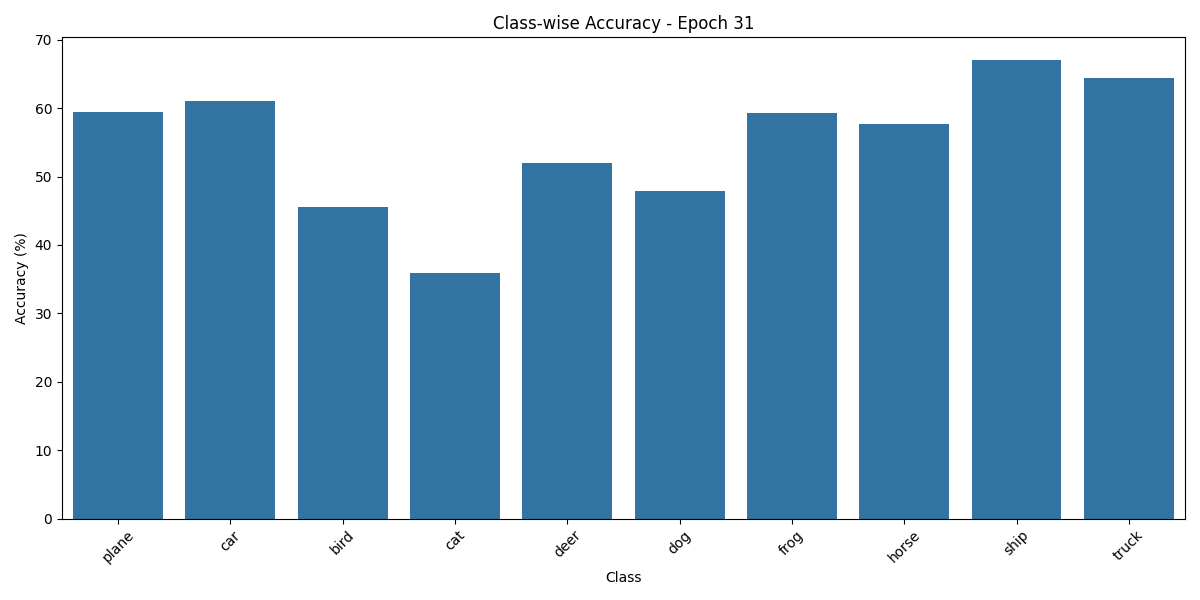 Class-wise Accuracy - Epoch 31
Accuracy (%)
70
60
50
40
30
20
10
0
plane
car
bird
cat
deer
dog
frog
horse
ship
truck
Class